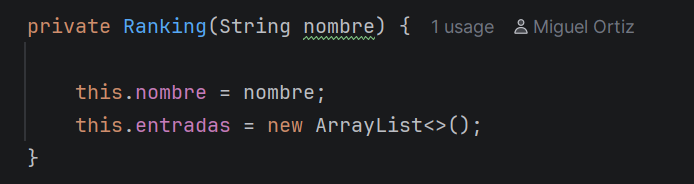 private Ranking(String nombre) { 1 usage Miguel Ortiz
this.nombre = nombre;
this.entradas = new ArrayList<>();
}